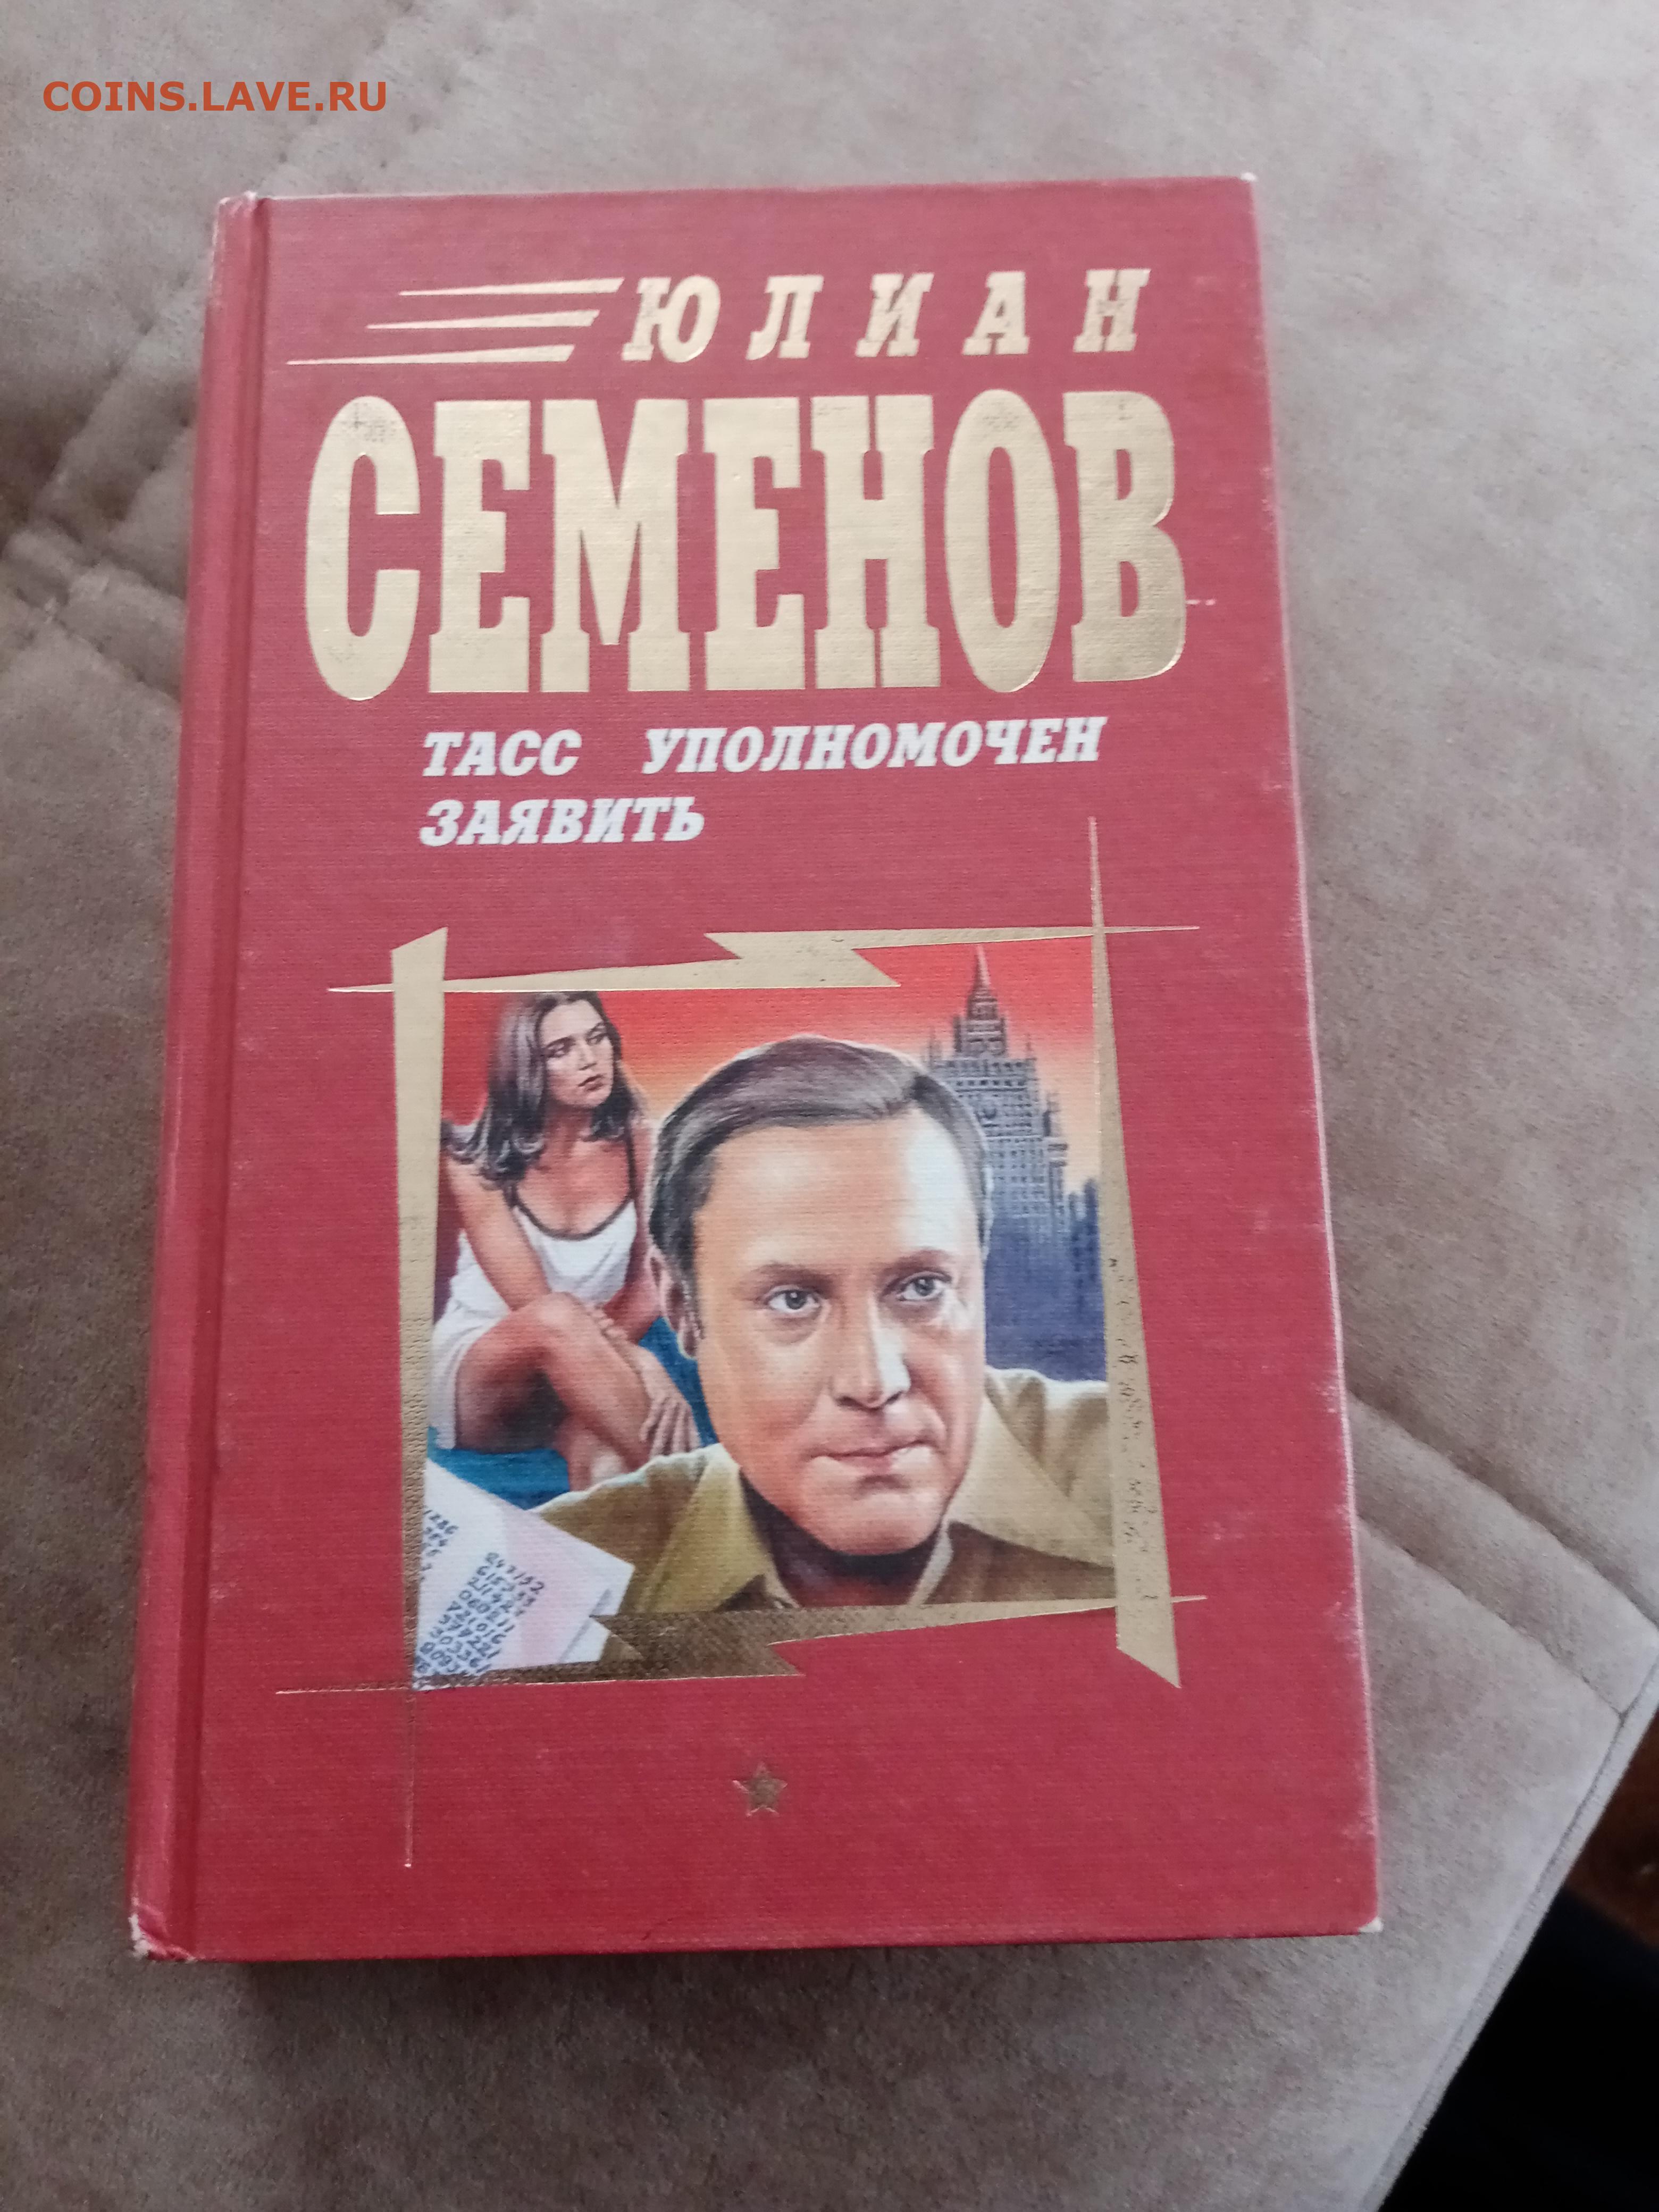 COINS.LAVE.RU
ЮЛИАН
СЕМЕНОВ
ТАСС УПОЛНОМОЧЕН
ЗАЯВИТЬ